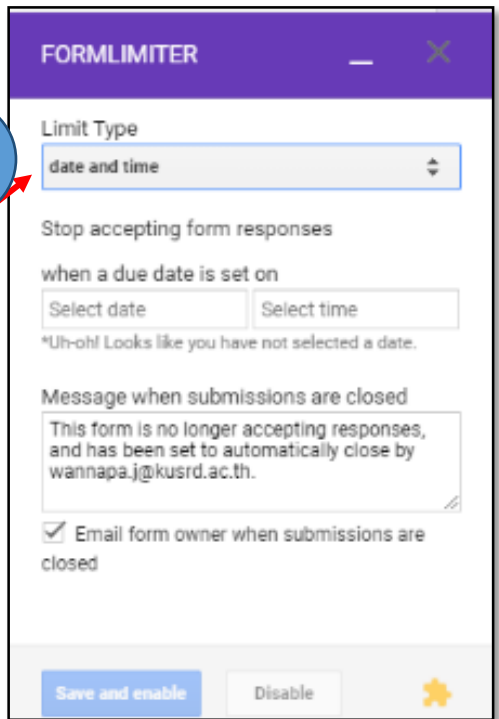 FORMLIMITER
Limit Type
date and time
Stop accepting form responses
when a due date is set on
Select date Select time
*Uh-oh! Looks like you have not selected a date.
Message when submissions are closed
This form is no longer accepting responses,
and has been set to automatically close by
wannapa.j@kusrd.ac.th.
Email form owner when submissions are
closed
Save and enable Disable